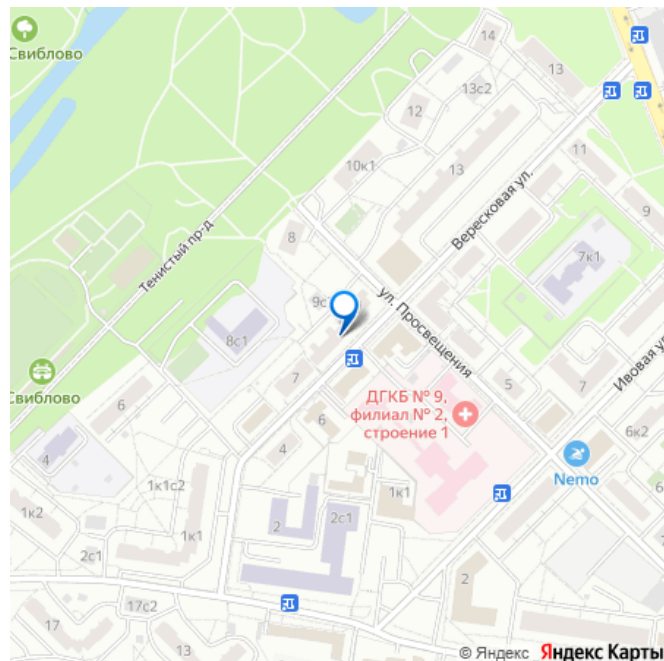 Свиблово
14
13
13с2
12
10к1
13
11
9
Вересковая ул.
8
7к1
Тенистый пр-д
9с
ул. Просвещения
8с1
Ивовая у
5
7
7
ДГКБ № 9,
филиал № 2,
строение 1
Свиблово
6
6
4
4
6к2
Nemo
1к1с2
1к1
2с1
2
1к2
1к1
2с1
2
17с2
17
13
© Яндекс Яндекс Карты